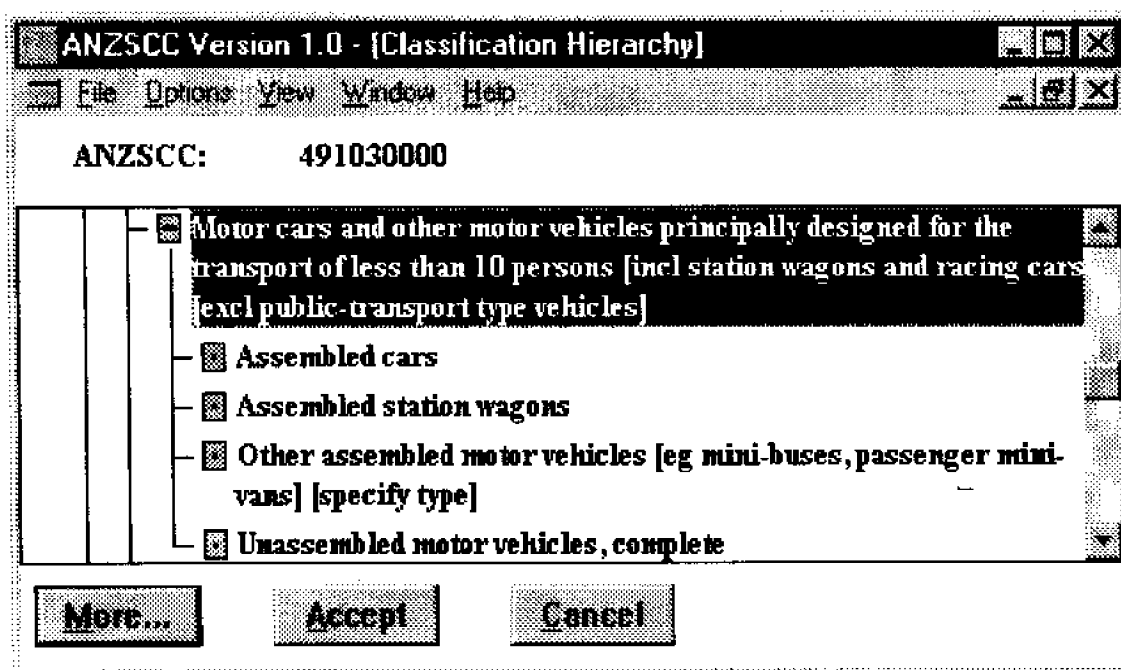 ANZSCC Version 1.0 - [Classification Hierarchy]
File Options View Window Help
ANZSCC: 491030000
Motor cars and other motor vehicles principally designed for the
transport of less than 10 persons [incl station wagons and racing cars
[excl public-transport type vehicles]
Assembled cars
Assembled station wagons
Other assembled motor vehicles [eg mini-buses, passenger mini-
vans] [specify type]
Unassembled motor vehicles, complete
More... Accept Cancel